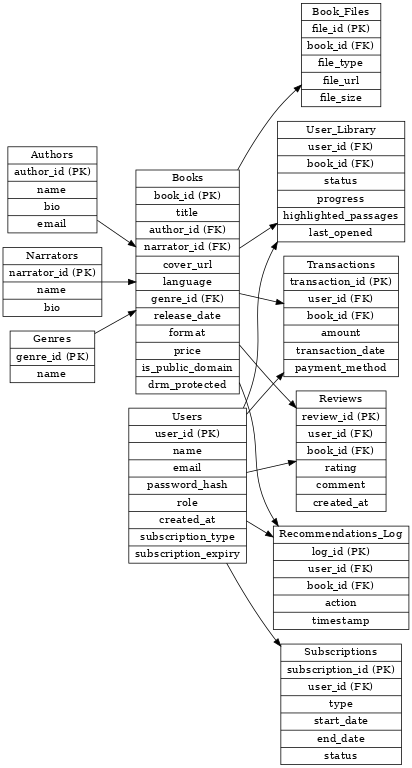 Book_Files
file_id (PK)
book_id (FK)
file_type
file_url
file_size
User_Library
user_id (FK)
book_id (FK)
status
progress
highlighted_passages
last_opened
Authors
author_id (PK)
name
bio
email
Books
book_id (PK)
title
author_id (FK)
narrator_id (FK)
cover_url
language
genre_id (FK)
release_date
format
price
is_public_domain
drm_protected
Narrators
narrator_id (PK)
name
bio
Transactions
transaction_id (PK)
user_id (FK)
book_id (FK)
amount
transaction_date
payment_method
Genres
genre_id (PK)
name
Reviews
review_id (PK)
user_id (FK)
book_id (FK)
rating
comment
created_at
Users
user_id (PK)
name
email
password_hash
role
created_at
subscription_type
subscription_expiry
Recommendations_Log
log_id (PK)
user_id (FK)
book_id (FK)
action
timestamp
Subscriptions
subscription_id (PK)
user_id (FK)
type
start_date
end_date
status